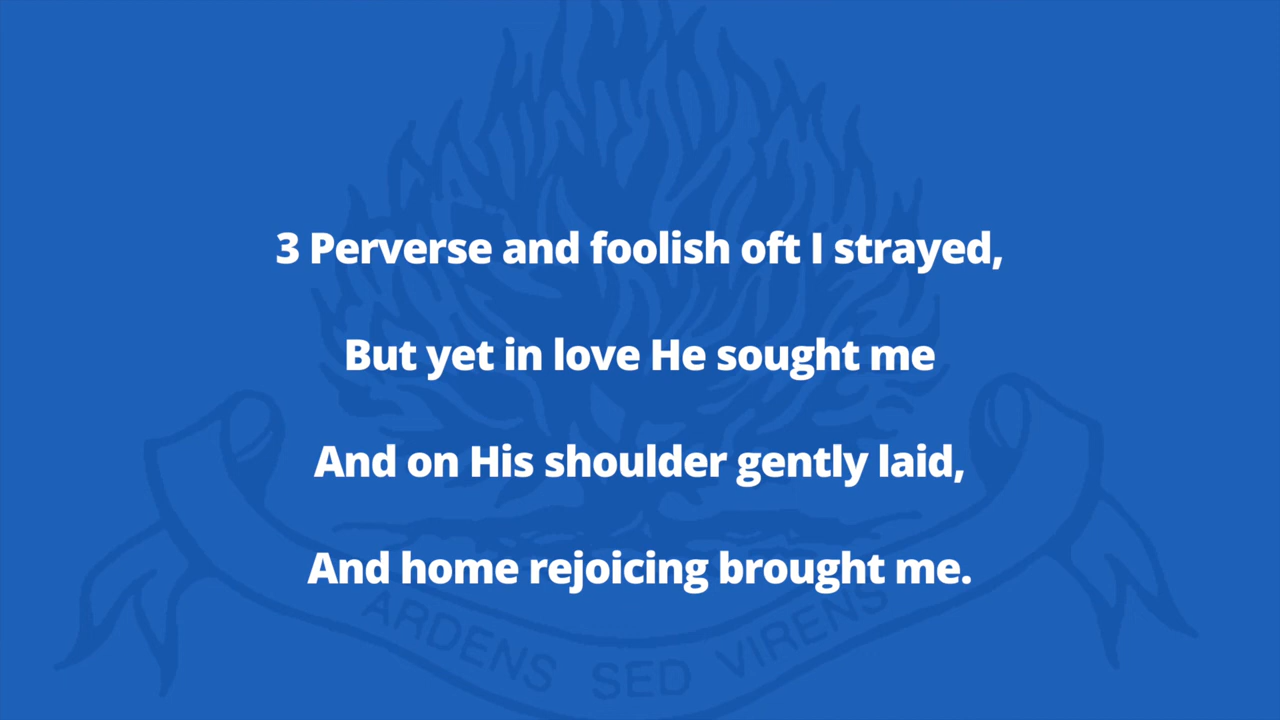 3 Perverse and foolish oft I strayed,
But yet in love He sought me
And on His shoulder gently laid,
And home rejoicing brought me.
ARDENS SED VIRENS